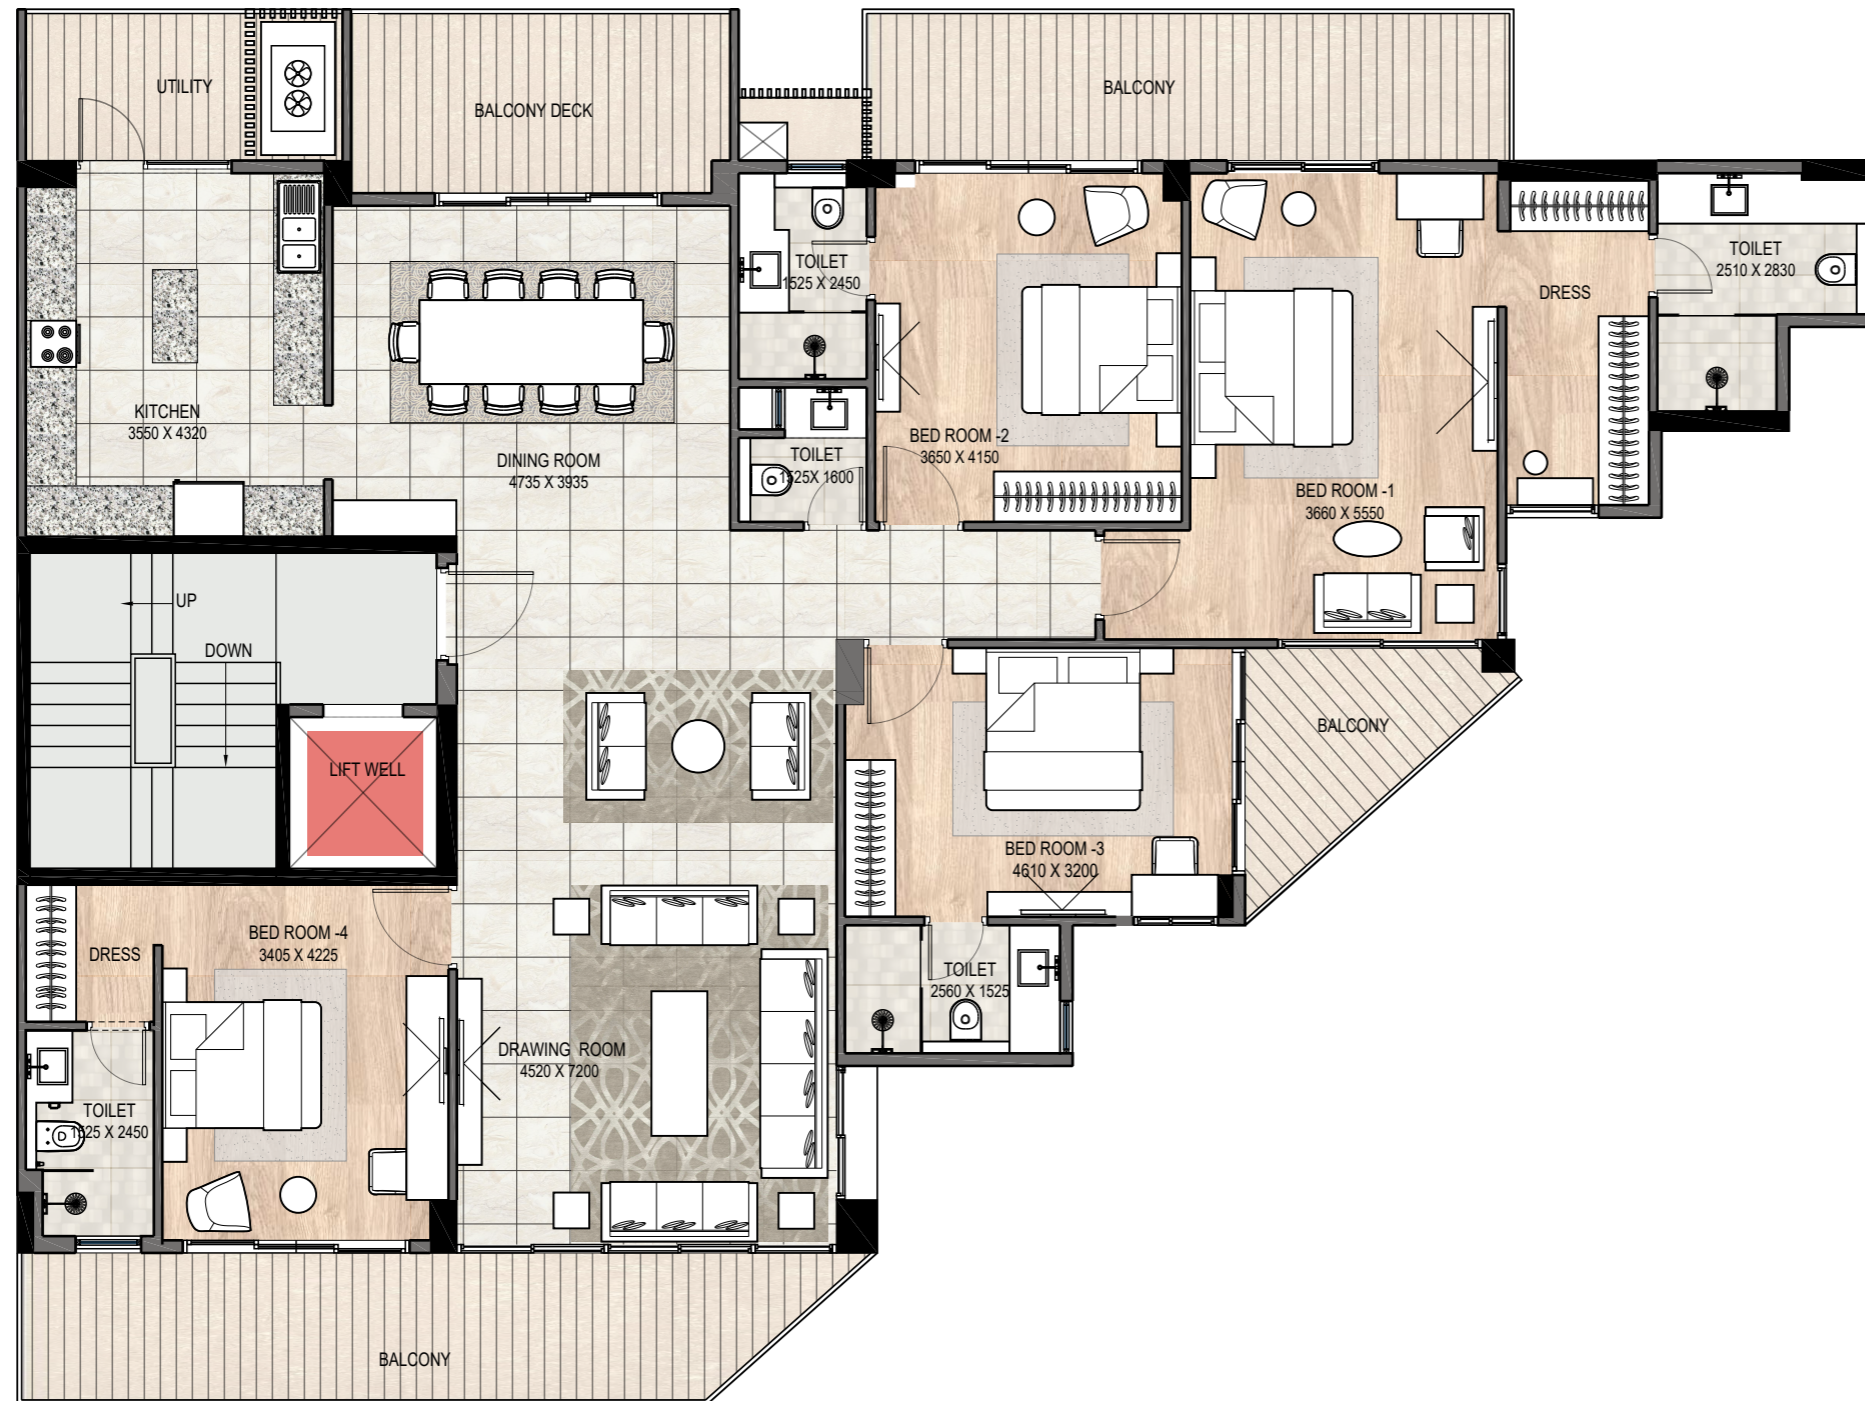 UTILITY
BALCONY DECK
BALCONY
TOILET
1525 X 2450
TOILET
2510 X 2830
DRESS
KITCHEN
3550 X 4320
DINING ROOM
4735 X 3935
TOILET
1525X 1600
BED ROOM -2
3650 X 4150
BED ROOM -1
3660 X 5550
UP
DOWN
LIFT WELL
BALCONY
BED ROOM -3
4610 X 3200
BED ROOM -4
3405 X 4225
DRESS
TOILET
2560 X 1525
DRAWING ROOM
4520 X 7200
TOILET
1525 X 2450
BALCONY